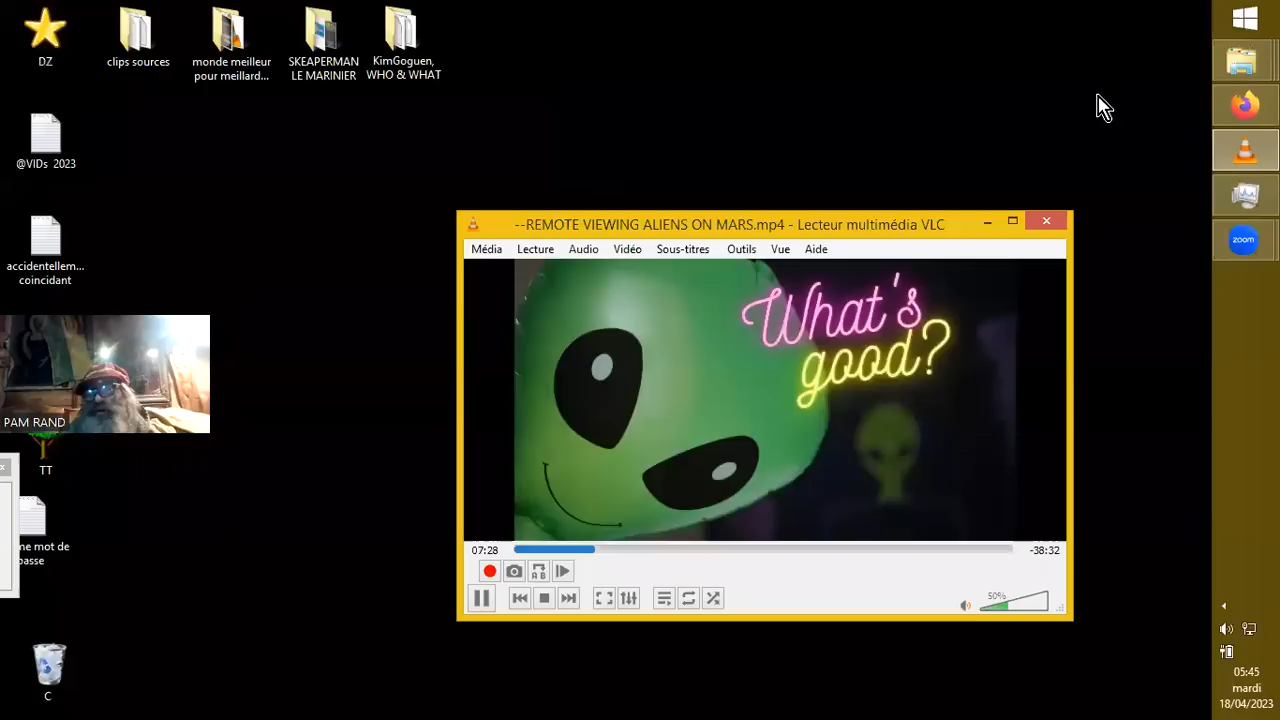 DZ
clips sources
monde meilleur
pour meillard...
SKEAPERMAN
LE MARINIER
KimGoguen,
WHO & WHAT
@VIDs 2023
accidentellem...
coincidant
PAM RAND
TT
me mot de
passe
C
--REMOTE VIEWING ALIENS ON MARS.mp4 - Lecteur multimédia VLC
Média Lecture Audio Vidéo Sous-titres Outils Vue Aide
What's
good?
07:28
-38:32
A B
50%
zoom
05:45
mardi
18/04/2023